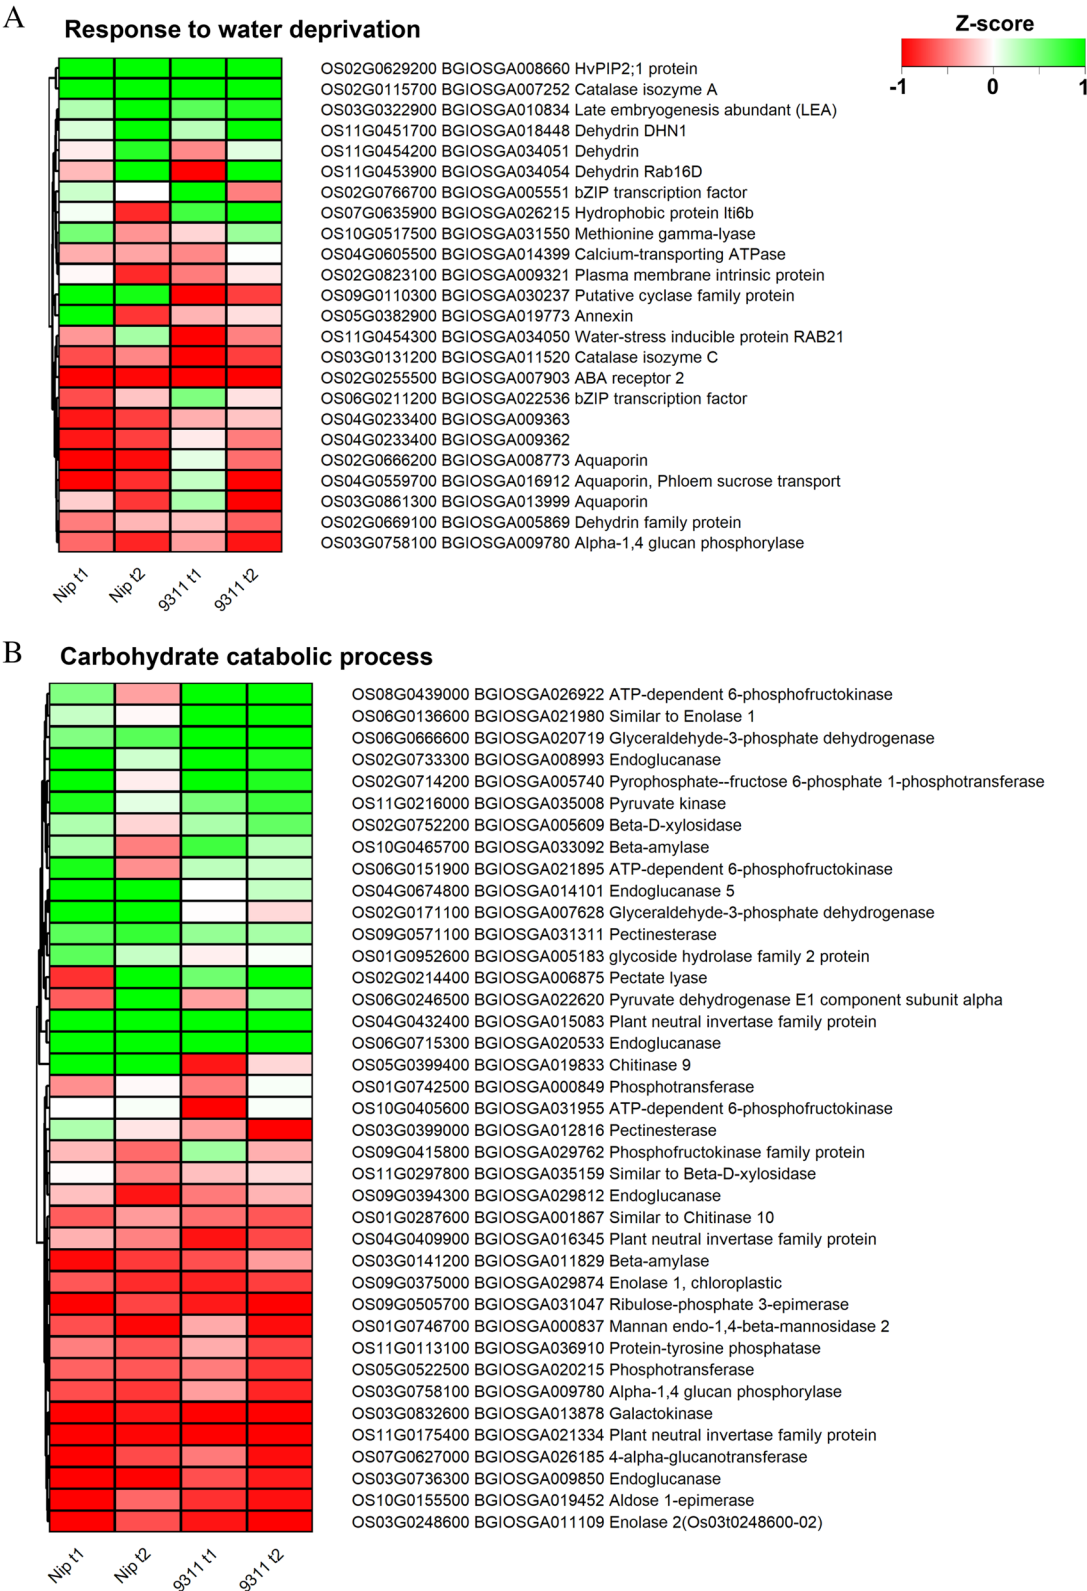 A
Response to water deprivation
Z-score
-1 0 1
OS02G0629200 BGIOSGA008660 HvPIP2;1 protein
OS02G0115700 BGIOSGA007252 Catalase isozyme A
OS03G0322900 BGIOSGA010834 Late embryogenesis abundant (LEA)
OS11G0451700 BGIOSGA018448 Dehydrin DHN1
OS11G0454200 BGIOSGA034051 Dehydrin
OS11G0453900 BGIOSGA034054 Dehydrin Rab16D
OS02G0766700 BGIOSGA005551 bZIP transcription factor
OS07G0635900 BGIOSGA026215 Hydrophobic protein lti6b
OS10G0517500 BGIOSGA031550 Methionine gamma-lyase
OS04G0605500 BGIOSGA014399 Calcium-transporting ATPase
OS02G0823100 BGIOSGA009321 Plasma membrane intrinsic protein
OS09G0110300 BGIOSGA030237 Putative cyclase family protein
OS05G0382900 BGIOSGA019773 Annexin
OS11G0454300 BGIOSGA034050 Water-stress inducible protein RAB21
OS03G0131200 BGIOSGA011520 Catalase isozyme C
OS02G0255500 BGIOSGA007903 ABA receptor 2
OS06G0211200 BGIOSGA022536 bZIP transcription factor
OS04G0233400 BGIOSGA009363
OS04G0233400 BGIOSGA009362
OS02G0666200 BGIOSGA008773 Aquaporin
OS04G0559700 BGIOSGA016912 Aquaporin, Phloem sucrose transport
OS03G0861300 BGIOSGA013999 Aquaporin
OS02G0669100 BGIOSGA005869 Dehydrin family protein
OS03G0758100 BGIOSGA009780 Alpha-1,4 glucan phosphorylase
Nip t1 Nip t2 9311 t1 9311 t2
B
Carbohydrate catabolic process
OS08G0439000 BGIOSGA026922 ATP-dependent 6-phosphofructokinase
OS06G0136600 BGIOSGA021980 Similar to Enolase 1
OS06G0666600 BGIOSGA020719 Glyceraldehyde-3-phosphate dehydrogenase
OS02G0733300 BGIOSGA008993 Endoglucanase
OS02G0714200 BGIOSGA005740 Pyrophosphate--fructose 6-phosphate 1-phosphotransferase
OS11G0216000 BGIOSGA035008 Pyruvate kinase
OS02G0752200 BGIOSGA005609 Beta-D-xylosidase
OS10G0465700 BGIOSGA033092 Beta-amylase
OS06G0151900 BGIOSGA021895 ATP-dependent 6-phosphofructokinase
OS04G0674800 BGIOSGA014101 Endoglucanase 5
OS02G0171100 BGIOSGA007628 Glyceraldehyde-3-phosphate dehydrogenase
OS09G0571100 BGIOSGA031311 Pectinesterase
OS01G0952600 BGIOSGA005183 glycoside hydrolase family 2 protein
OS02G0214400 BGIOSGA006875 Pectate lyase
OS06G0246500 BGIOSGA022620 Pyruvate dehydrogenase E1 component subunit alpha
OS04G0432400 BGIOSGA015083 Plant neutral invertase family protein
OS06G0715300 BGIOSGA020533 Endoglucanase
OS05G0399400 BGIOSGA019833 Chitinase 9
OS01G0742500 BGIOSGA000849 Phosphotransferase
OS10G0405600 BGIOSGA031955 ATP-dependent 6-phosphofructokinase
OS03G0399000 BGIOSGA012816 Pectinesterase
OS09G0415800 BGIOSGA029762 Phosphofructokinase family protein
OS11G0297800 BGIOSGA035159 Similar to Beta-D-xylosidase
OS09G0394300 BGIOSGA029812 Endoglucanase
OS01G0287600 BGIOSGA001867 Similar to Chitinase 10
OS04G0409900 BGIOSGA016345 Plant neutral invertase family protein
OS03G0141200 BGIOSGA011829 Beta-amylase
OS09G0375000 BGIOSGA029874 Enolase 1, chloroplastic
OS09G0505700 BGIOSGA031047 Ribulose-phosphate 3-epimerase
OS01G0746700 BGIOSGA000837 Mannan endo-1,4-beta-mannosidase 2
OS11G0113100 BGIOSGA036910 Protein-tyrosine phosphatase
OS05G0522500 BGIOSGA020215 Phosphotransferase
OS03G0758100 BGIOSGA009780 Alpha-1,4 glucan phosphorylase
OS03G0832600 BGIOSGA013878 Galactokinase
OS11G0175400 BGIOSGA021334 Plant neutral invertase family protein
OS07G0627000 BGIOSGA026185 4-alpha-glucanotransferase
OS03G0736300 BGIOSGA009850 Endoglucanase
OS10G0155500 BGIOSGA019452 Aldose 1-epimerase
OS03G0248600 BGIOSGA011109 Enolase 2(Os03t0248600-02)
Nip t1 Nip t2 9311 t1 9311 t2